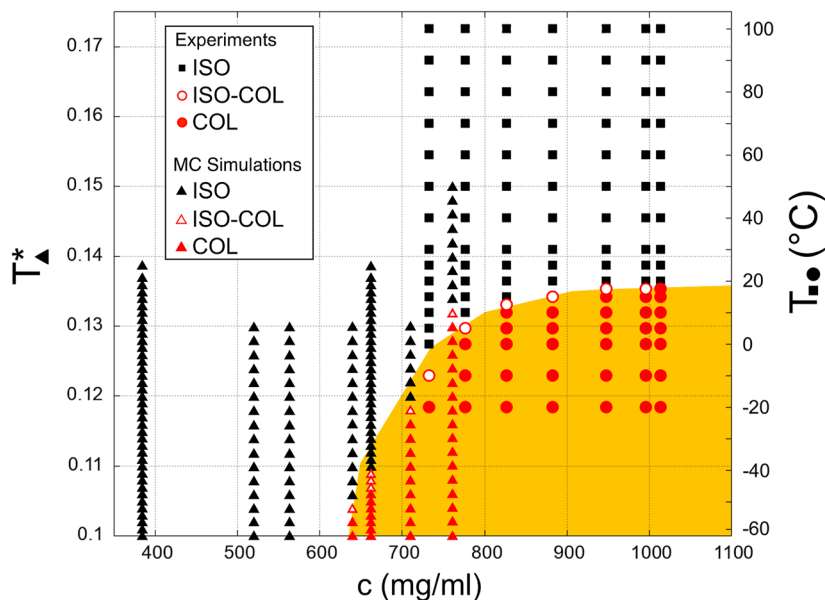 Experiments
ISO
ISO-COL
COL
MC Simulations
ISO
ISO-COL
COL
0.175
0.17
0.16
0.15
0.14
0.13
0.12
0.11
0.1
T*▲
100
80
60
40
20
0
-20
-40
-60
T■● (°C)
400 500 600 700 800 900 1000 1100
c (mg/ml)